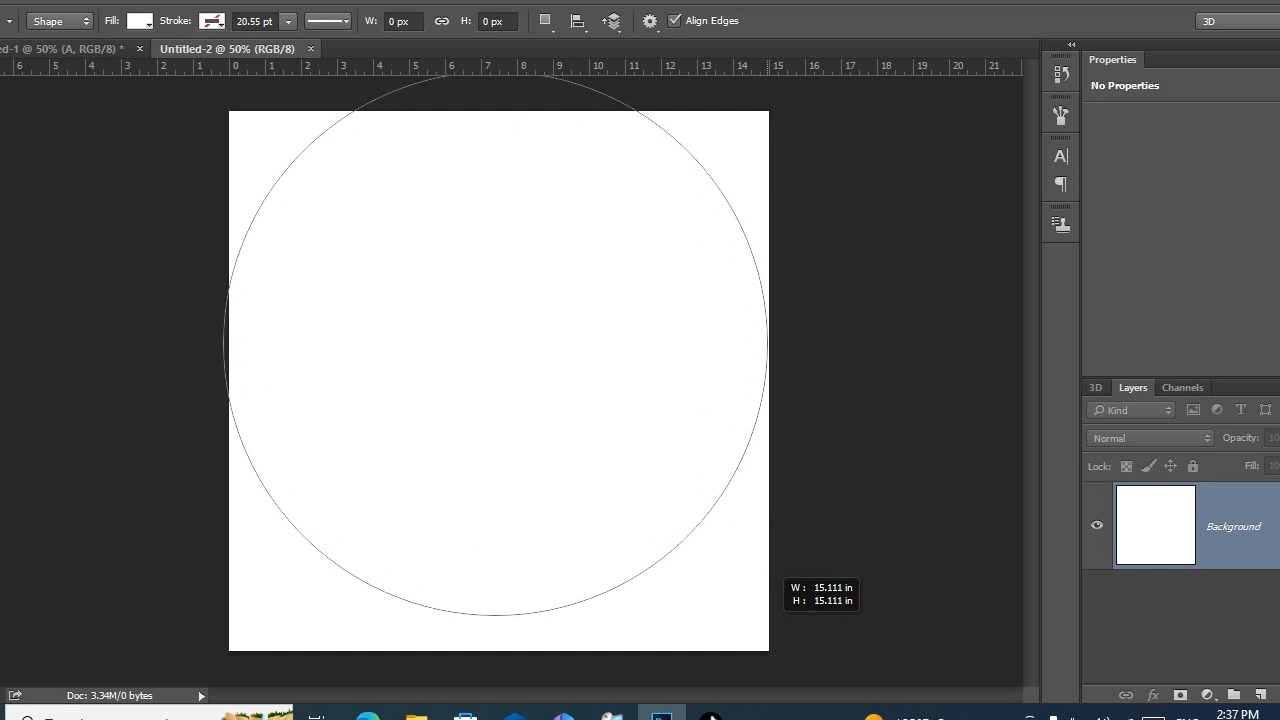 Shape Fill: Stroke: 20.55 pt W: 0 px H: 0 px Align Edges 3D
ed-1 @ 50% (A, RGB/8) * × Untitled-2 @ 50% (RGB/8) ×
6 5 4 3 2 1 0 1 2 3 4 5 6 7 8 9 10 11 12 13 14 15 16 17 18 19 20 21
Properties
No Properties
A
3D Layers Channels
Kind T
Normal Opacity:
Lock: Fill:
Background
W : 15.111 in
H : 15.111 in
fx
Doc: 3.34M/0 bytes
2:37 PM